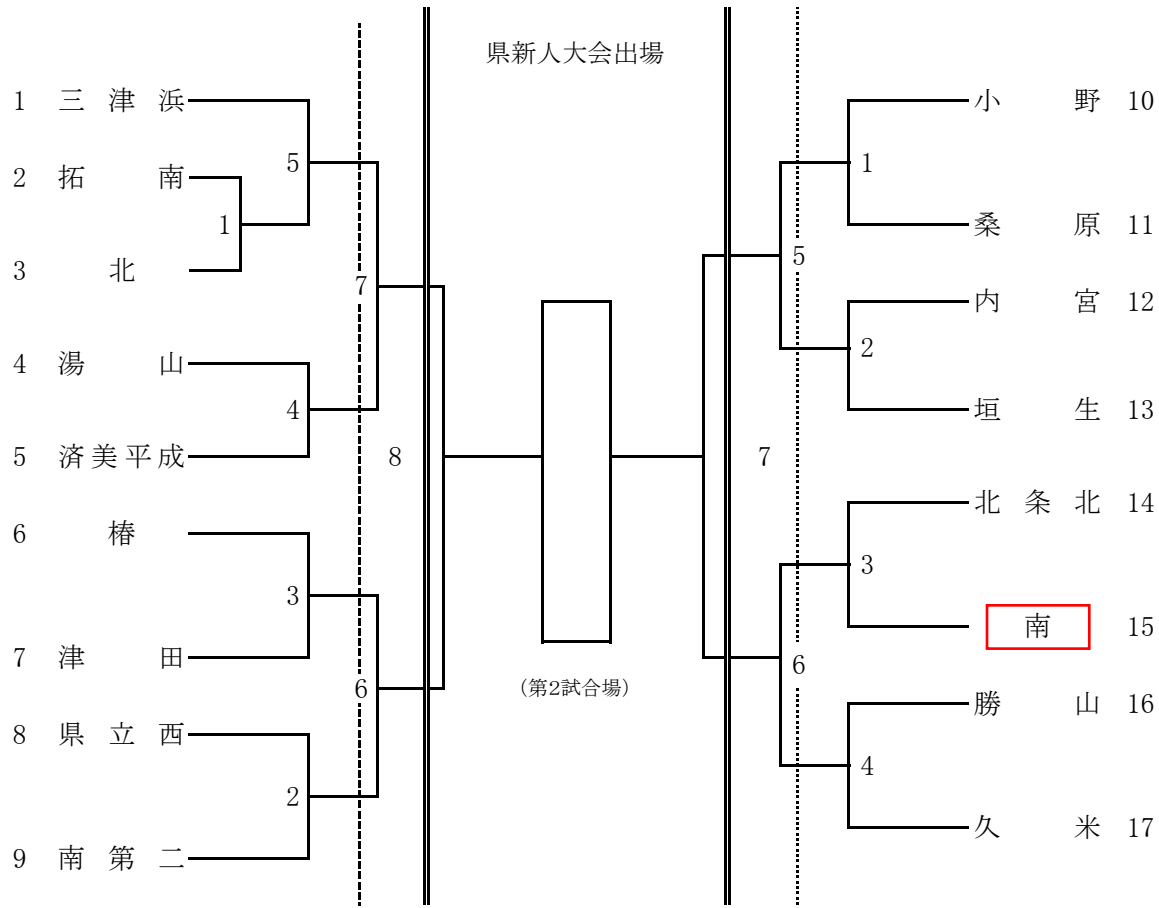 県新人大会出場
1 三津浜
2 拓南
3 北
4 湯山
5 済美平成
6 椿
7 津田
8 県立西
9 南第二
5
1
7
4
8
3
6
2
(第2試合場)
小野 10
桑原 11
内宮 12
垣生 13
北条北 14
南 15
勝山 16
久米 17
1
5
2
7
3
6
4